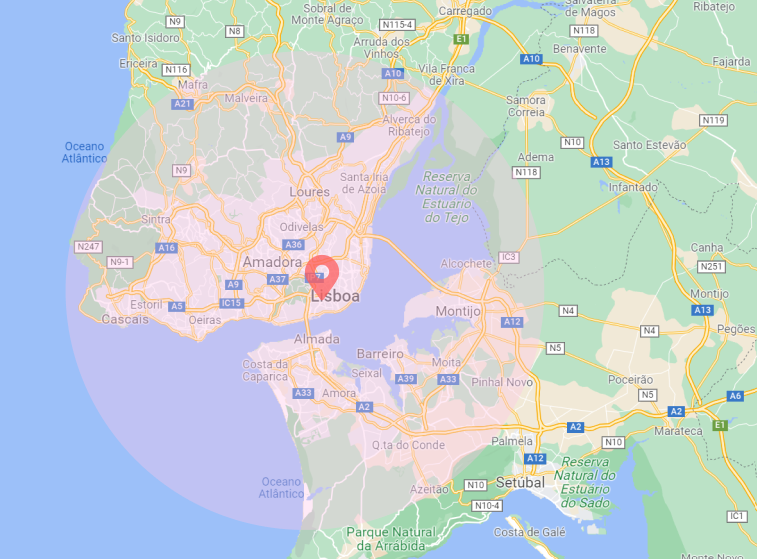 Sobral de
Monte Agraço
Carregado
Salvaterra
de Magos
Ribatejo
N9
N8
N115-4
Santo Isidoro
Arruda dos
Vinhos
E1
N118
Benavente
Ericeira
N116
A10
Vila Franca
de Xira
A10
Fajarda
Mafra
A21
Malveira
N10-6
Samora
Correia
Alverca do
Ribatejo
N119
A9
N10
Santo Estevão
Oceano
Atlântico
Adema
A13
N9
Santa Iria
de Azoia
Reserva
Natural do
Estuario
do Tejo
N118
Infantado
Loures
Sintra
Odivelas
N247
A16
A36
Canha
N9-1
Amadora
Alcochete
IC3
N251
A37
A9
Lisboa
Montijo
Estoril
A5
IC15
Cascais
Oeiras
Montijo
A12
N4
A13
Pegões
N4
Almada
Barreiro
N5
Costa da
Caparica
Seixal
Moita
A39
A33
Pinhal Novo
Poceirão
A33
Amora
A2
N5
A6
A2
A2
E1
Marateca
Q.ta do Conde
Palmela
N10
A12
Azeitão
N10
Setúbal
Reserva
Natural do
Estuario
do Sado
Oceano
Atlântico
N10-4
IC1
Parque Natural
da Arrábida
Costa de Galé
Monte Novo